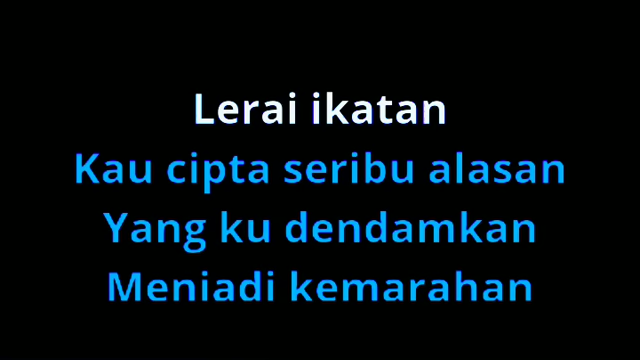 Lerai ikatan
Kau cipta seribu alasan
Yang ku dendamkan
Meniadi kemarahan